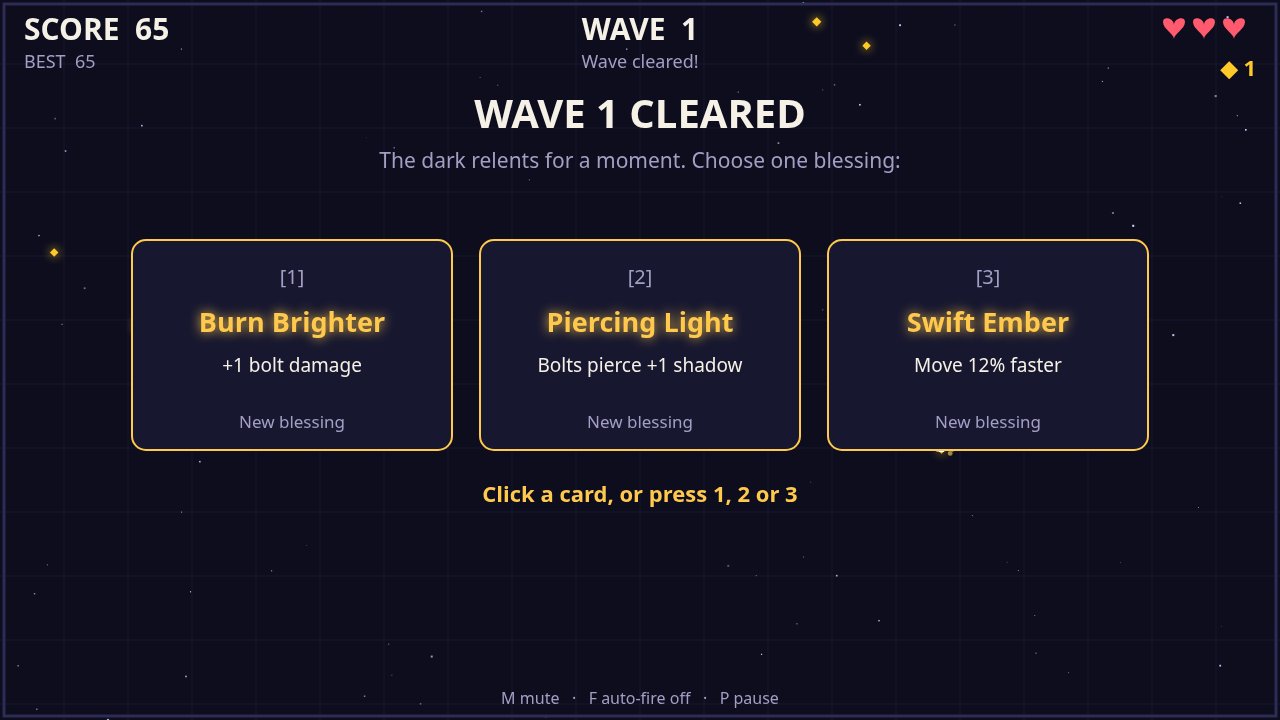 SCORE 65
BEST 65
WAVE 1
Wave cleared!
1
WAVE 1 CLEARED
The dark relents for a moment. Choose one blessing:
[1]
Burn Brighter
+1 bolt damage
New blessing
[2]
Piercing Light
Bolts pierce +1 shadow
New blessing
[3]
Swift Ember
Move 12% faster
New blessing
Click a card, or press 1, 2 or 3
M mute · F auto-fire off · P pause